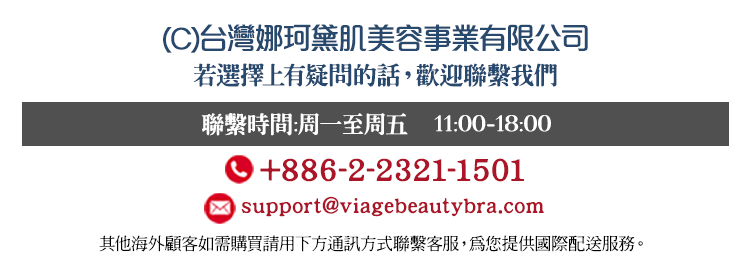 (C)台灣娜珂黛肌美容事業有限公司
若選擇上有疑問的話，歡迎聯繫我們
聯繫時間:周一至周五 11:00-18:00
+886-2-2321-1501
support@viagebeautybra.com
其他海外顧客如需購買請用下方通訊方式聯繫客服，爲您提供國際配送服務。